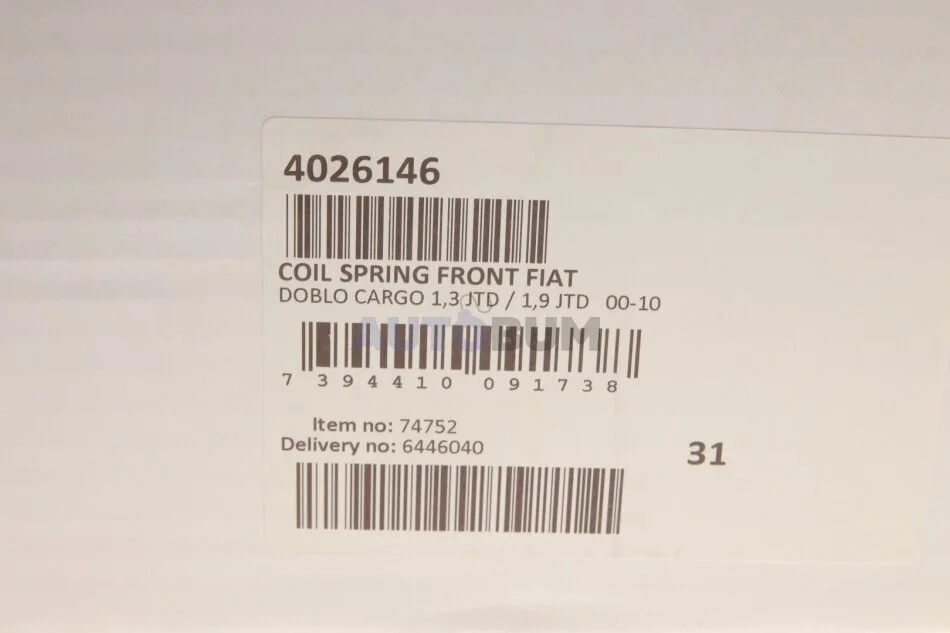 4026146
COIL SPRING FRONT FIAT
DOBLO CARGO 1,3 JTD / 1,9 JTD 00-10
AUTOBUM
7 394410 091738
Item no: 74752
Delivery no: 6446040
31